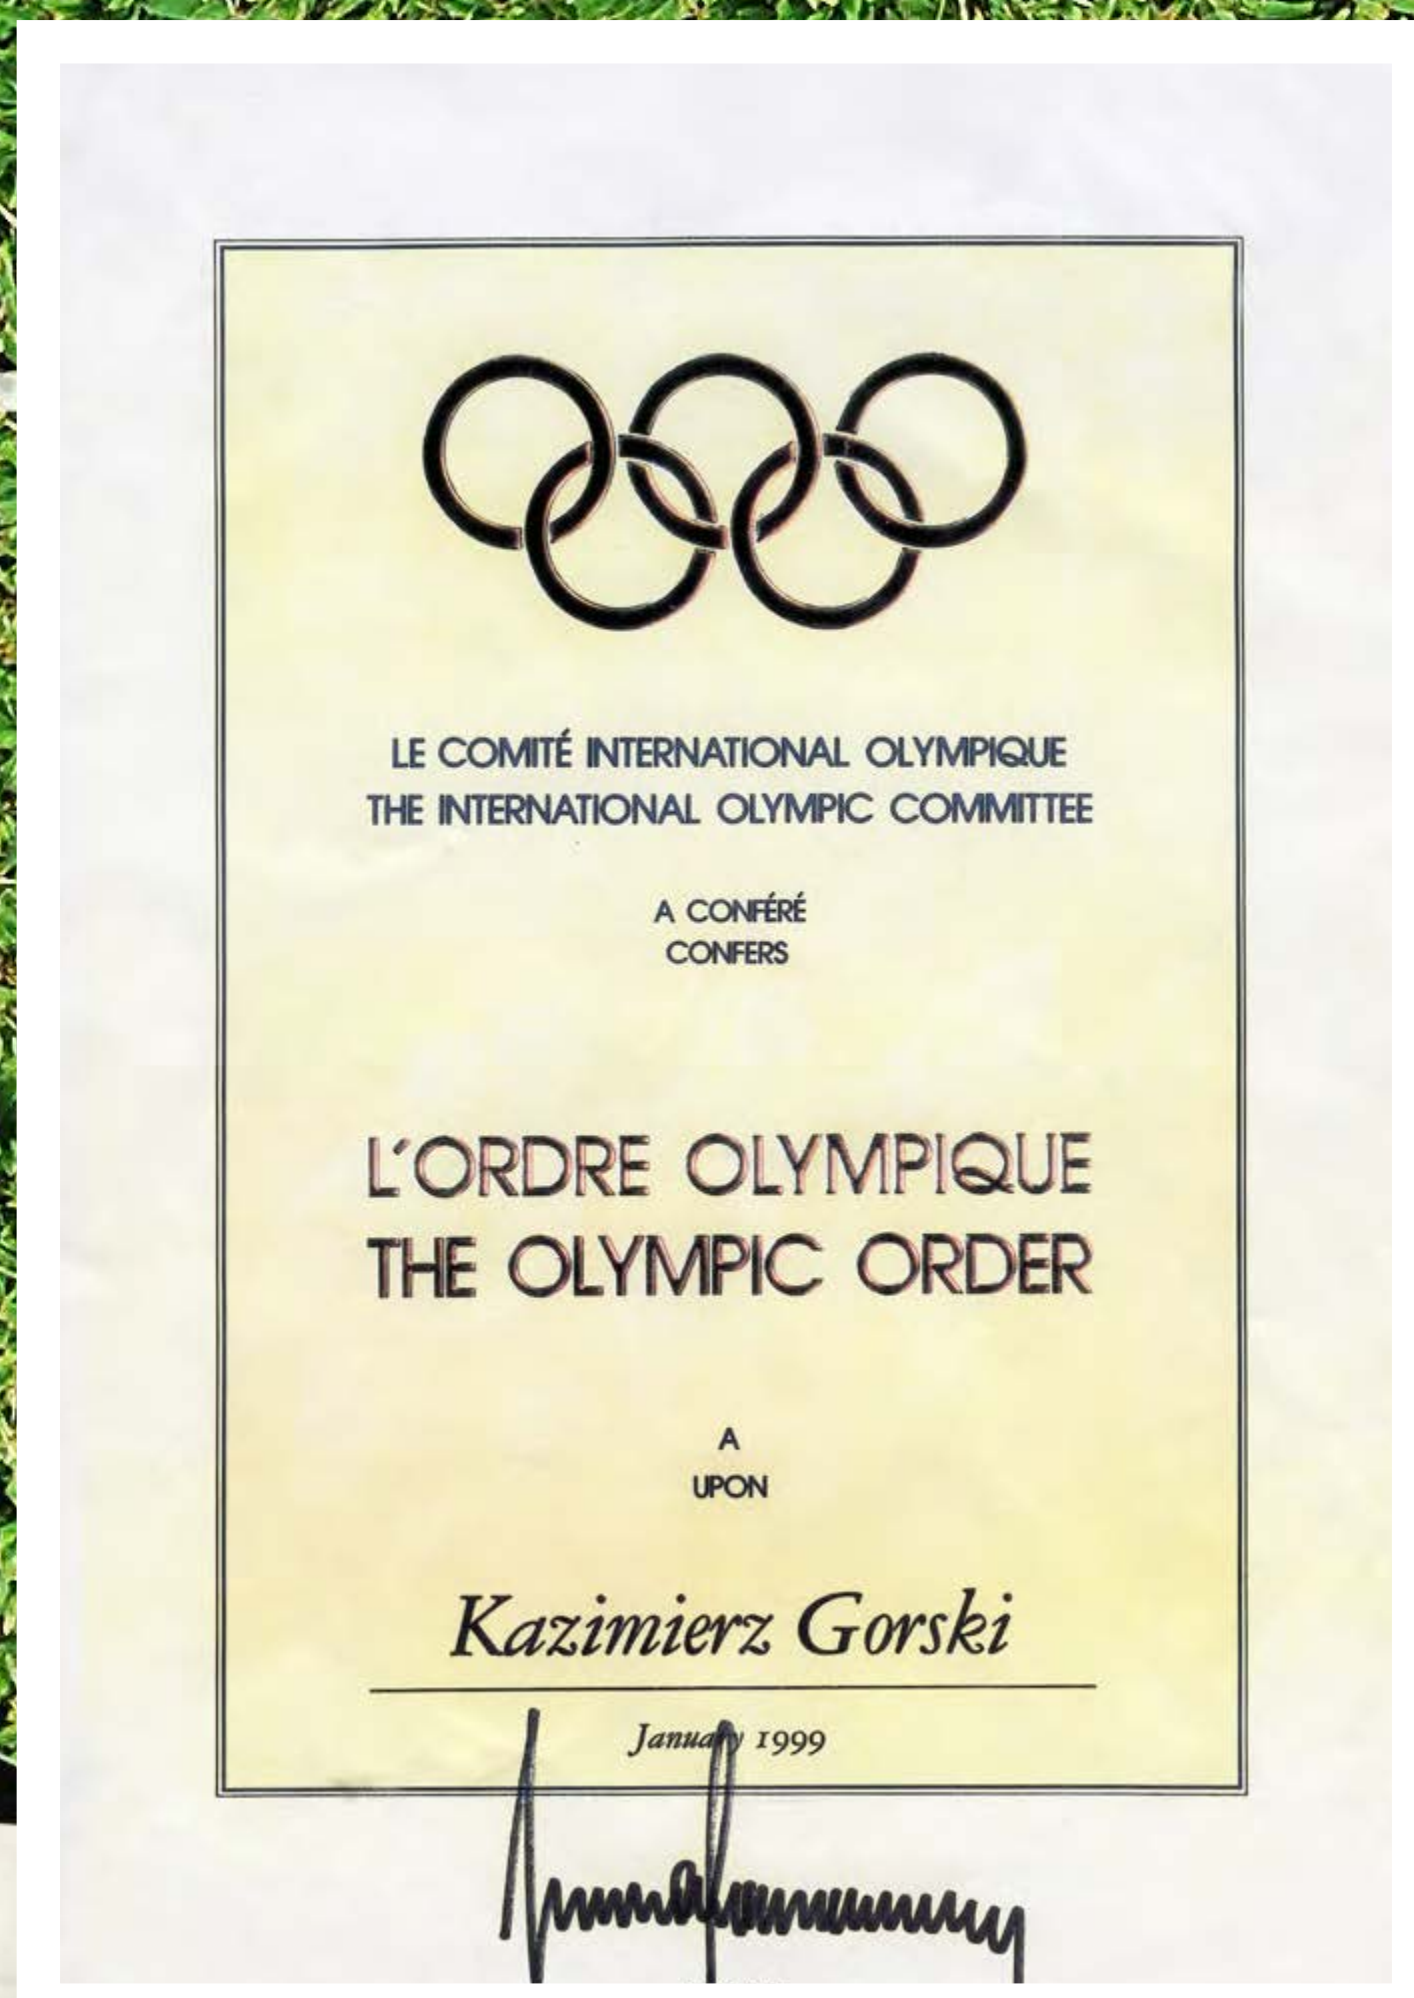 LE COMITÉ INTERNATIONAL OLYMPIQUE
THE INTERNATIONAL OLYMPIC COMMITTEE
A CONFÉRÉ
CONFERS
L'ORDRE OLYMPIQUE
THE OLYMPIC ORDER
A
UPON
Kazimierz Gorski
January 1999